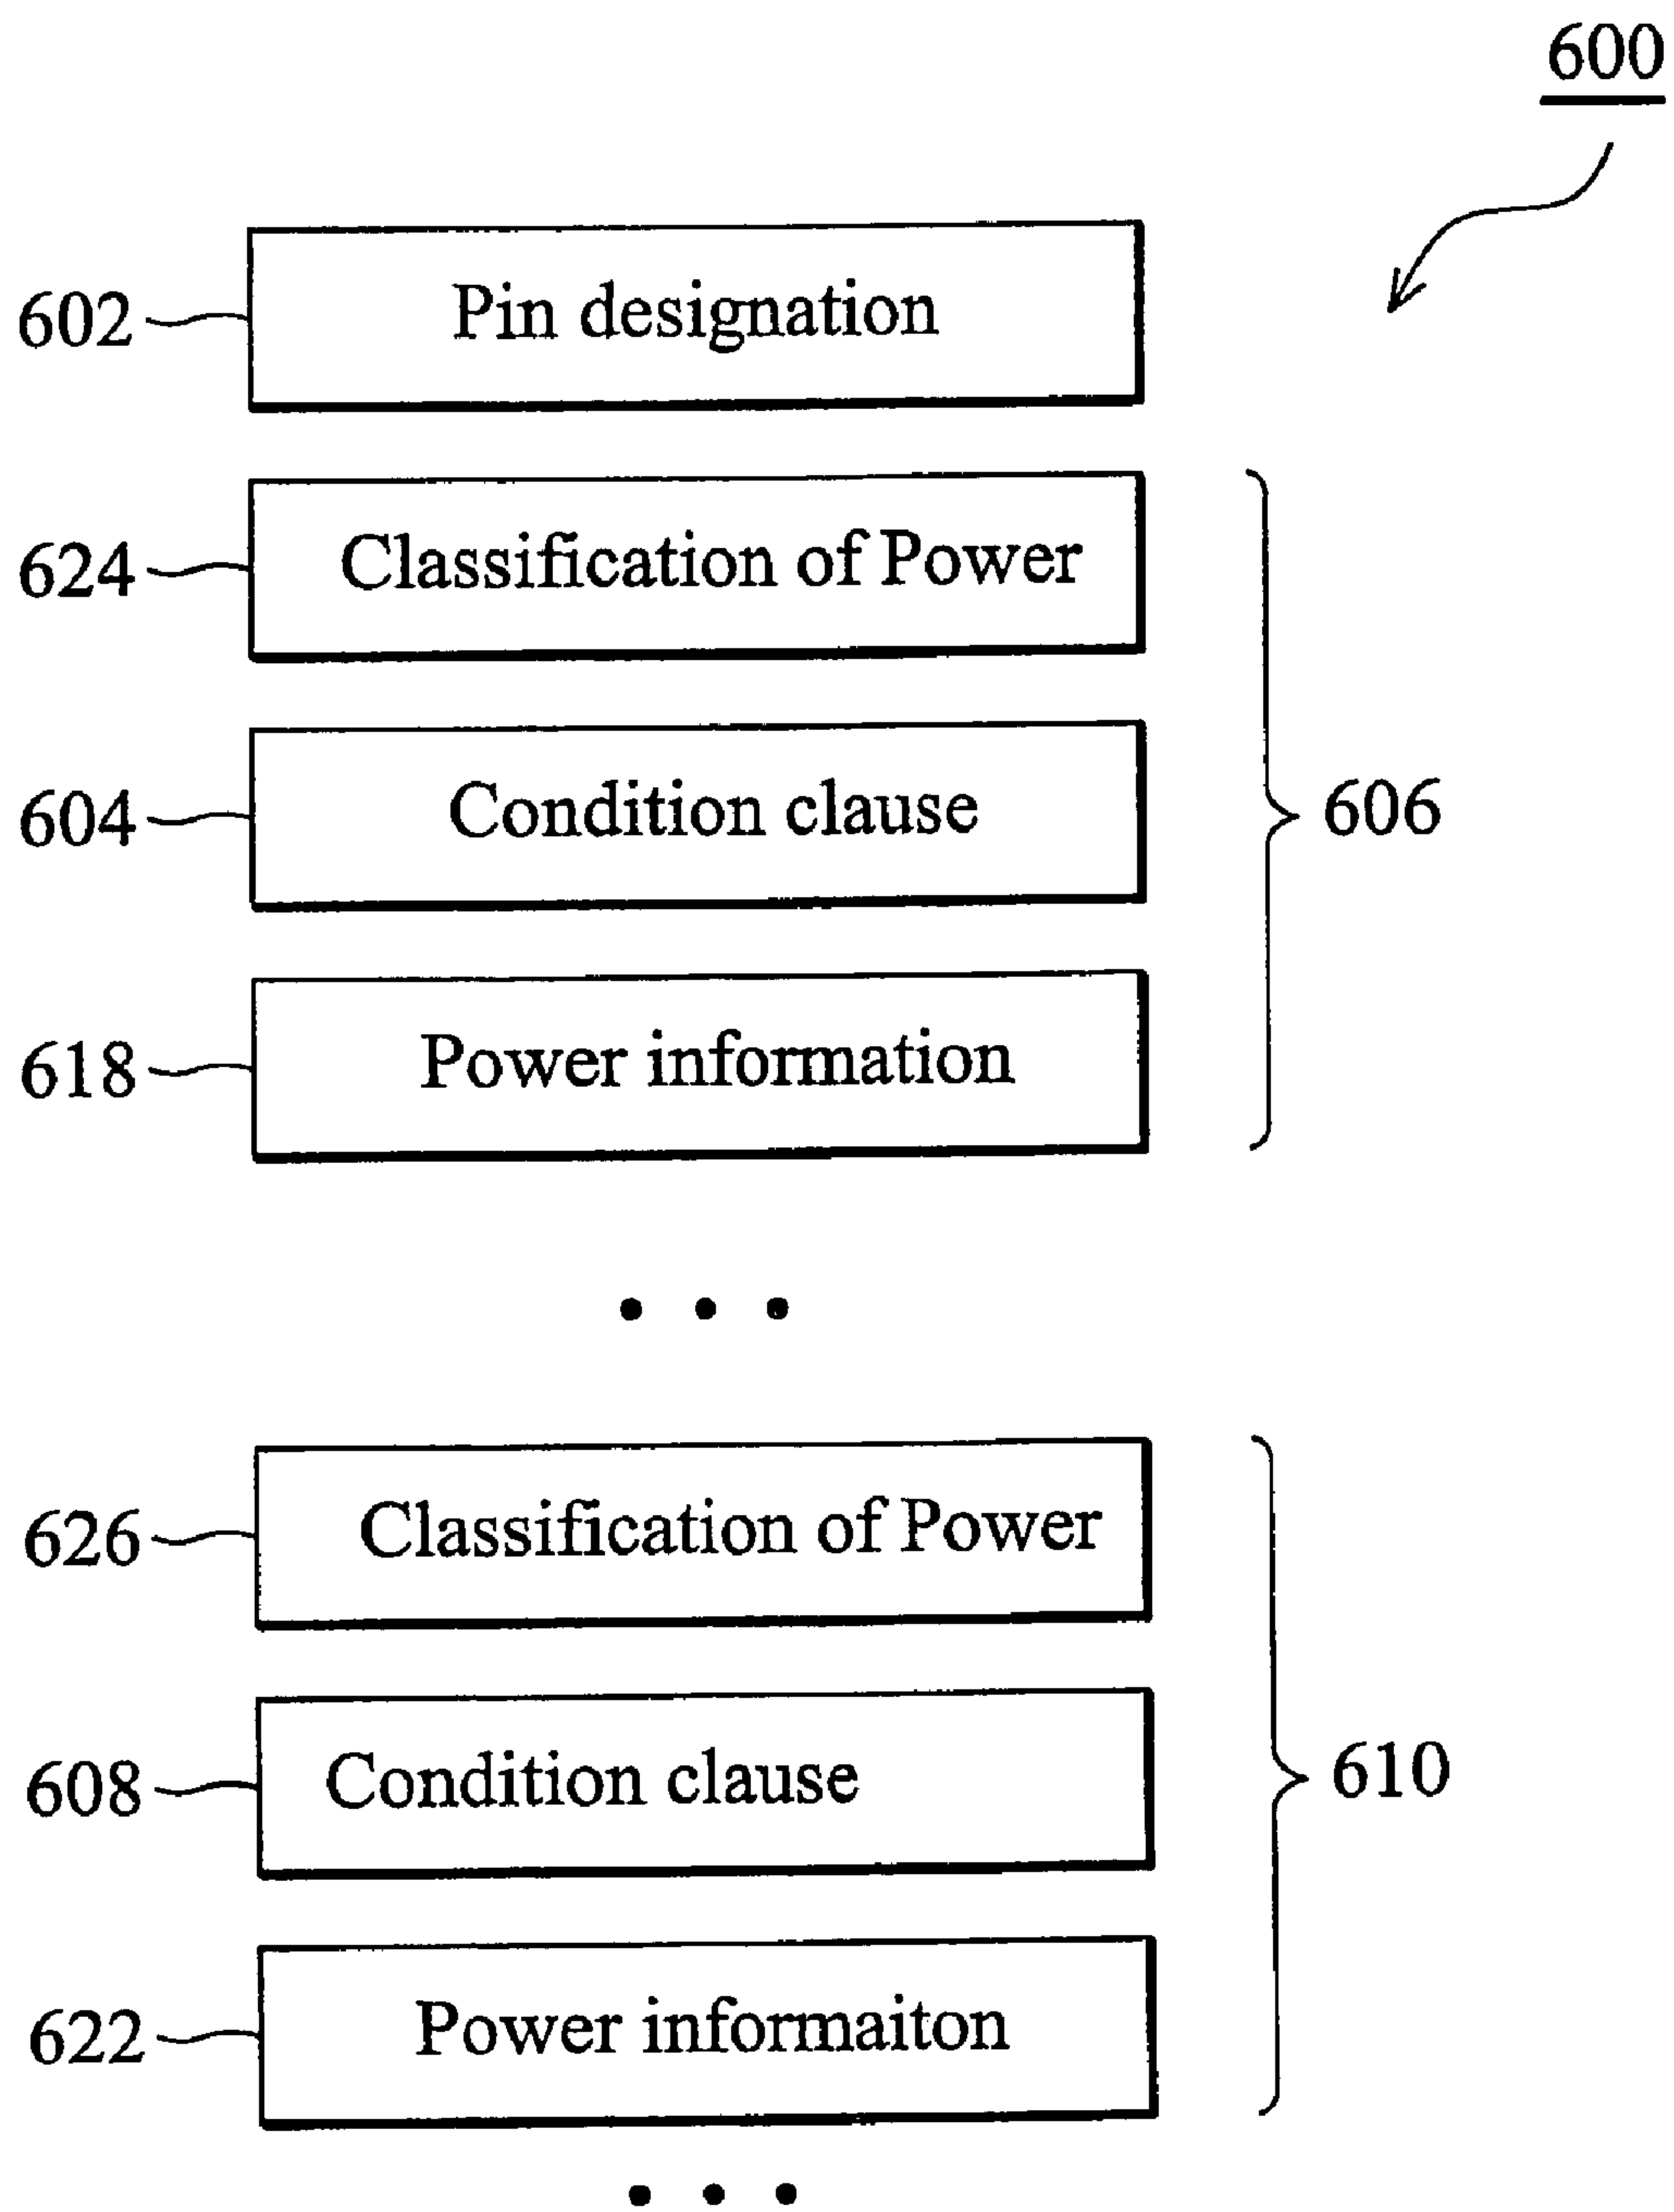 600
602 Pin designation
624 Classification of Power
604 Condition clause
606
618 Power information
• • •
626 Classification of Power
608 Condition clause
610
622 Power informaiton
• • •